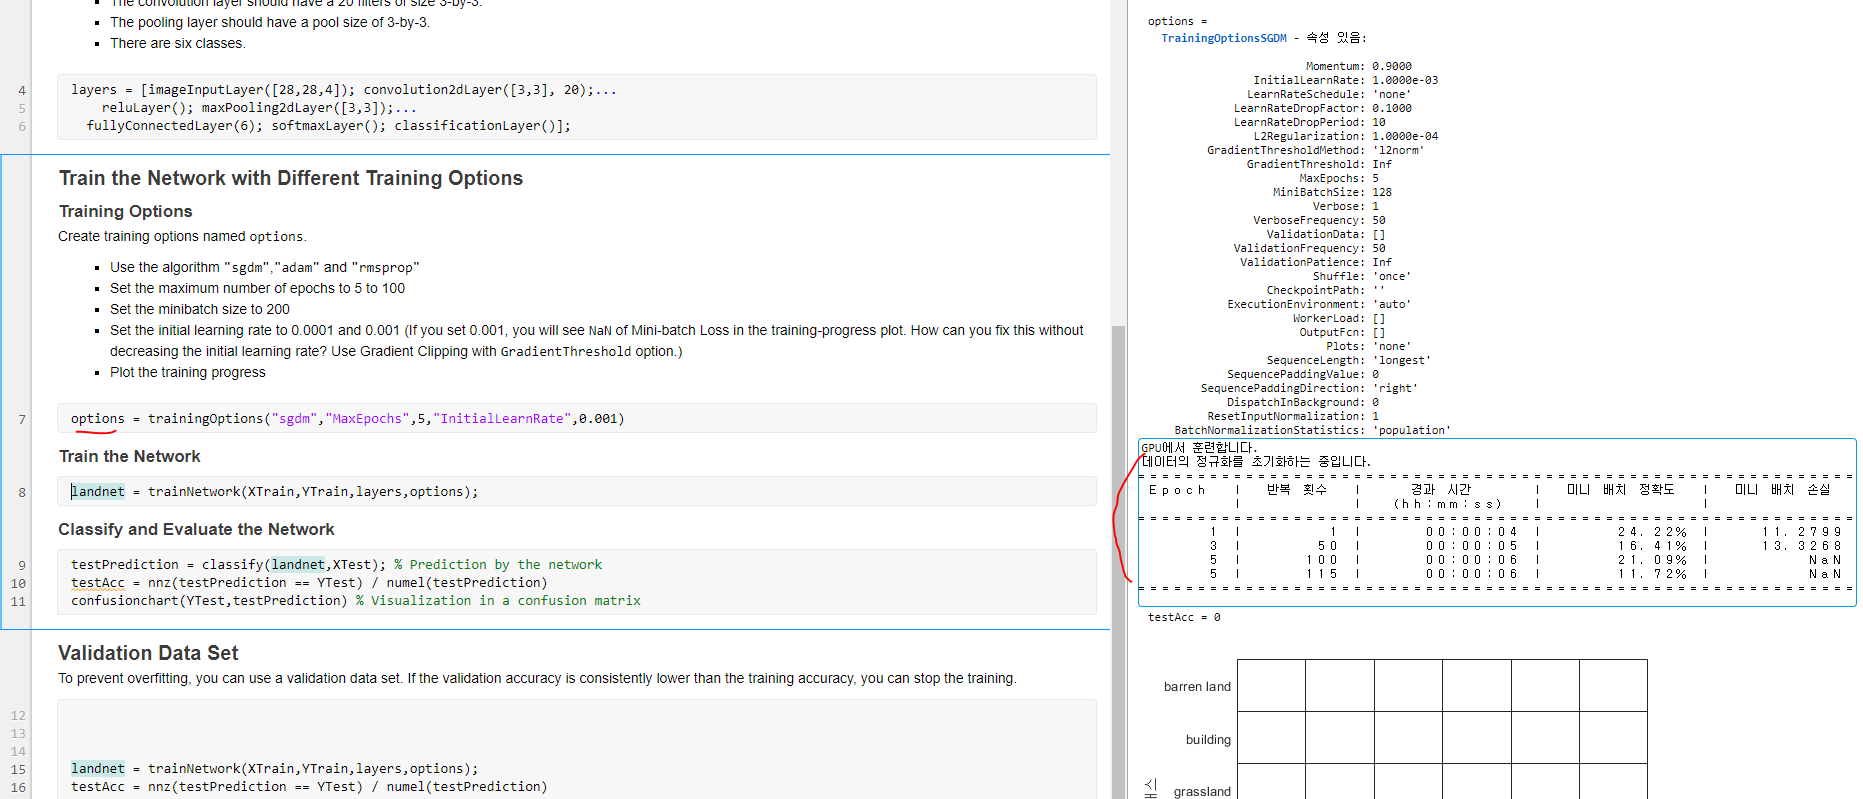 The convolution layer should have a 20 filters of size 3-by-3.
The pooling layer should have a pool size of 3-by-3.
There are six classes.
4 layers = [imageInputLayer([28,28,4]); convolution2dLayer([3,3], 20);...
5 reluLayer(); maxPooling2dLayer([3,3]);...
6 fullyConnectedLayer(6); softmaxLayer(); classificationLayer()];
Train the Network with Different Training Options
Training Options
Create training options named options.
Use the algorithm "sgdm","adam" and "rmsprop"
Set the maximum number of epochs to 5 to 100
Set the minibatch size to 200
Set the initial learning rate to 0.0001 and 0.001 (If you set 0.001, you will see NaN of Mini-batch Loss in the training-progress plot. How can you fix this without
decreasing the initial learning rate? Use Gradient Clipping with GradientThreshold option.)
Plot the training progress
7 options = trainingOptions("sgdm","MaxEpochs",5,"InitialLearnRate",0.001)
Train the Network
8 landnet = trainNetwork(XTrain,YTrain,layers,options);
Classify and Evaluate the Network
9 testPrediction = classify(landnet,XTest); % Prediction by the network
10 testAcc = nnz(testPrediction == YTest) / numel(testPrediction)
11 confusionchart(YTest,testPrediction) % Visualization in a confusion matrix
Validation Data Set
To prevent overfitting, you can use a validation data set. If the validation accuracy is consistently lower than the training accuracy, you can stop the training.
12
13
14
15 landnet = trainNetwork(XTrain,YTrain,layers,options);
16 testAcc = nnz(testPrediction == YTest) / numel(testPrediction)
options =
TrainingOptionsSGDM - 속성 있음:
Momentum: 0.9000
InitialLearnRate: 1.0000e-03
LearnRateSchedule: 'none'
LearnRateDropFactor: 0.1000
LearnRateDropPeriod: 10
L2Regularization: 1.0000e-04
GradientThresholdMethod: 'l2norm'
GradientThreshold: Inf
MaxEpochs: 5
MiniBatchSize: 128
Verbose: 1
VerboseFrequency: 50
ValidationData: []
ValidationFrequency: 50
ValidationPatience: Inf
Shuffle: 'once'
CheckpointPath: ''
ExecutionEnvironment: 'auto'
WorkerLoad: []
OutputFcn: []
Plots: 'none'
SequenceLength: 'longest'
SequencePaddingValue: 0
SequencePaddingDirection: 'right'
DispatchInBackground: 0
ResetInputNormalization: 1
BatchNormalizationStatistics: 'population'
GPU에서 훈련합니다.
데이터의 정규화를 초기화하는 중입니다.
Epoch | 반복 횟수 | 경과 시간 | 미니 배치 정확도 | 미니 배치 손실
| | (hh:mm:ss) | |
1 | 1 | 00:00:04 | 24.22% | 11.2799
3 | 50 | 00:00:05 | 16.41% | 13.3268
5 | 100 | 00:00:06 | 21.09% | NaN
5 | 115 | 00:00:06 | 11.72% | NaN
testAcc = 0
barren land
building
grassland